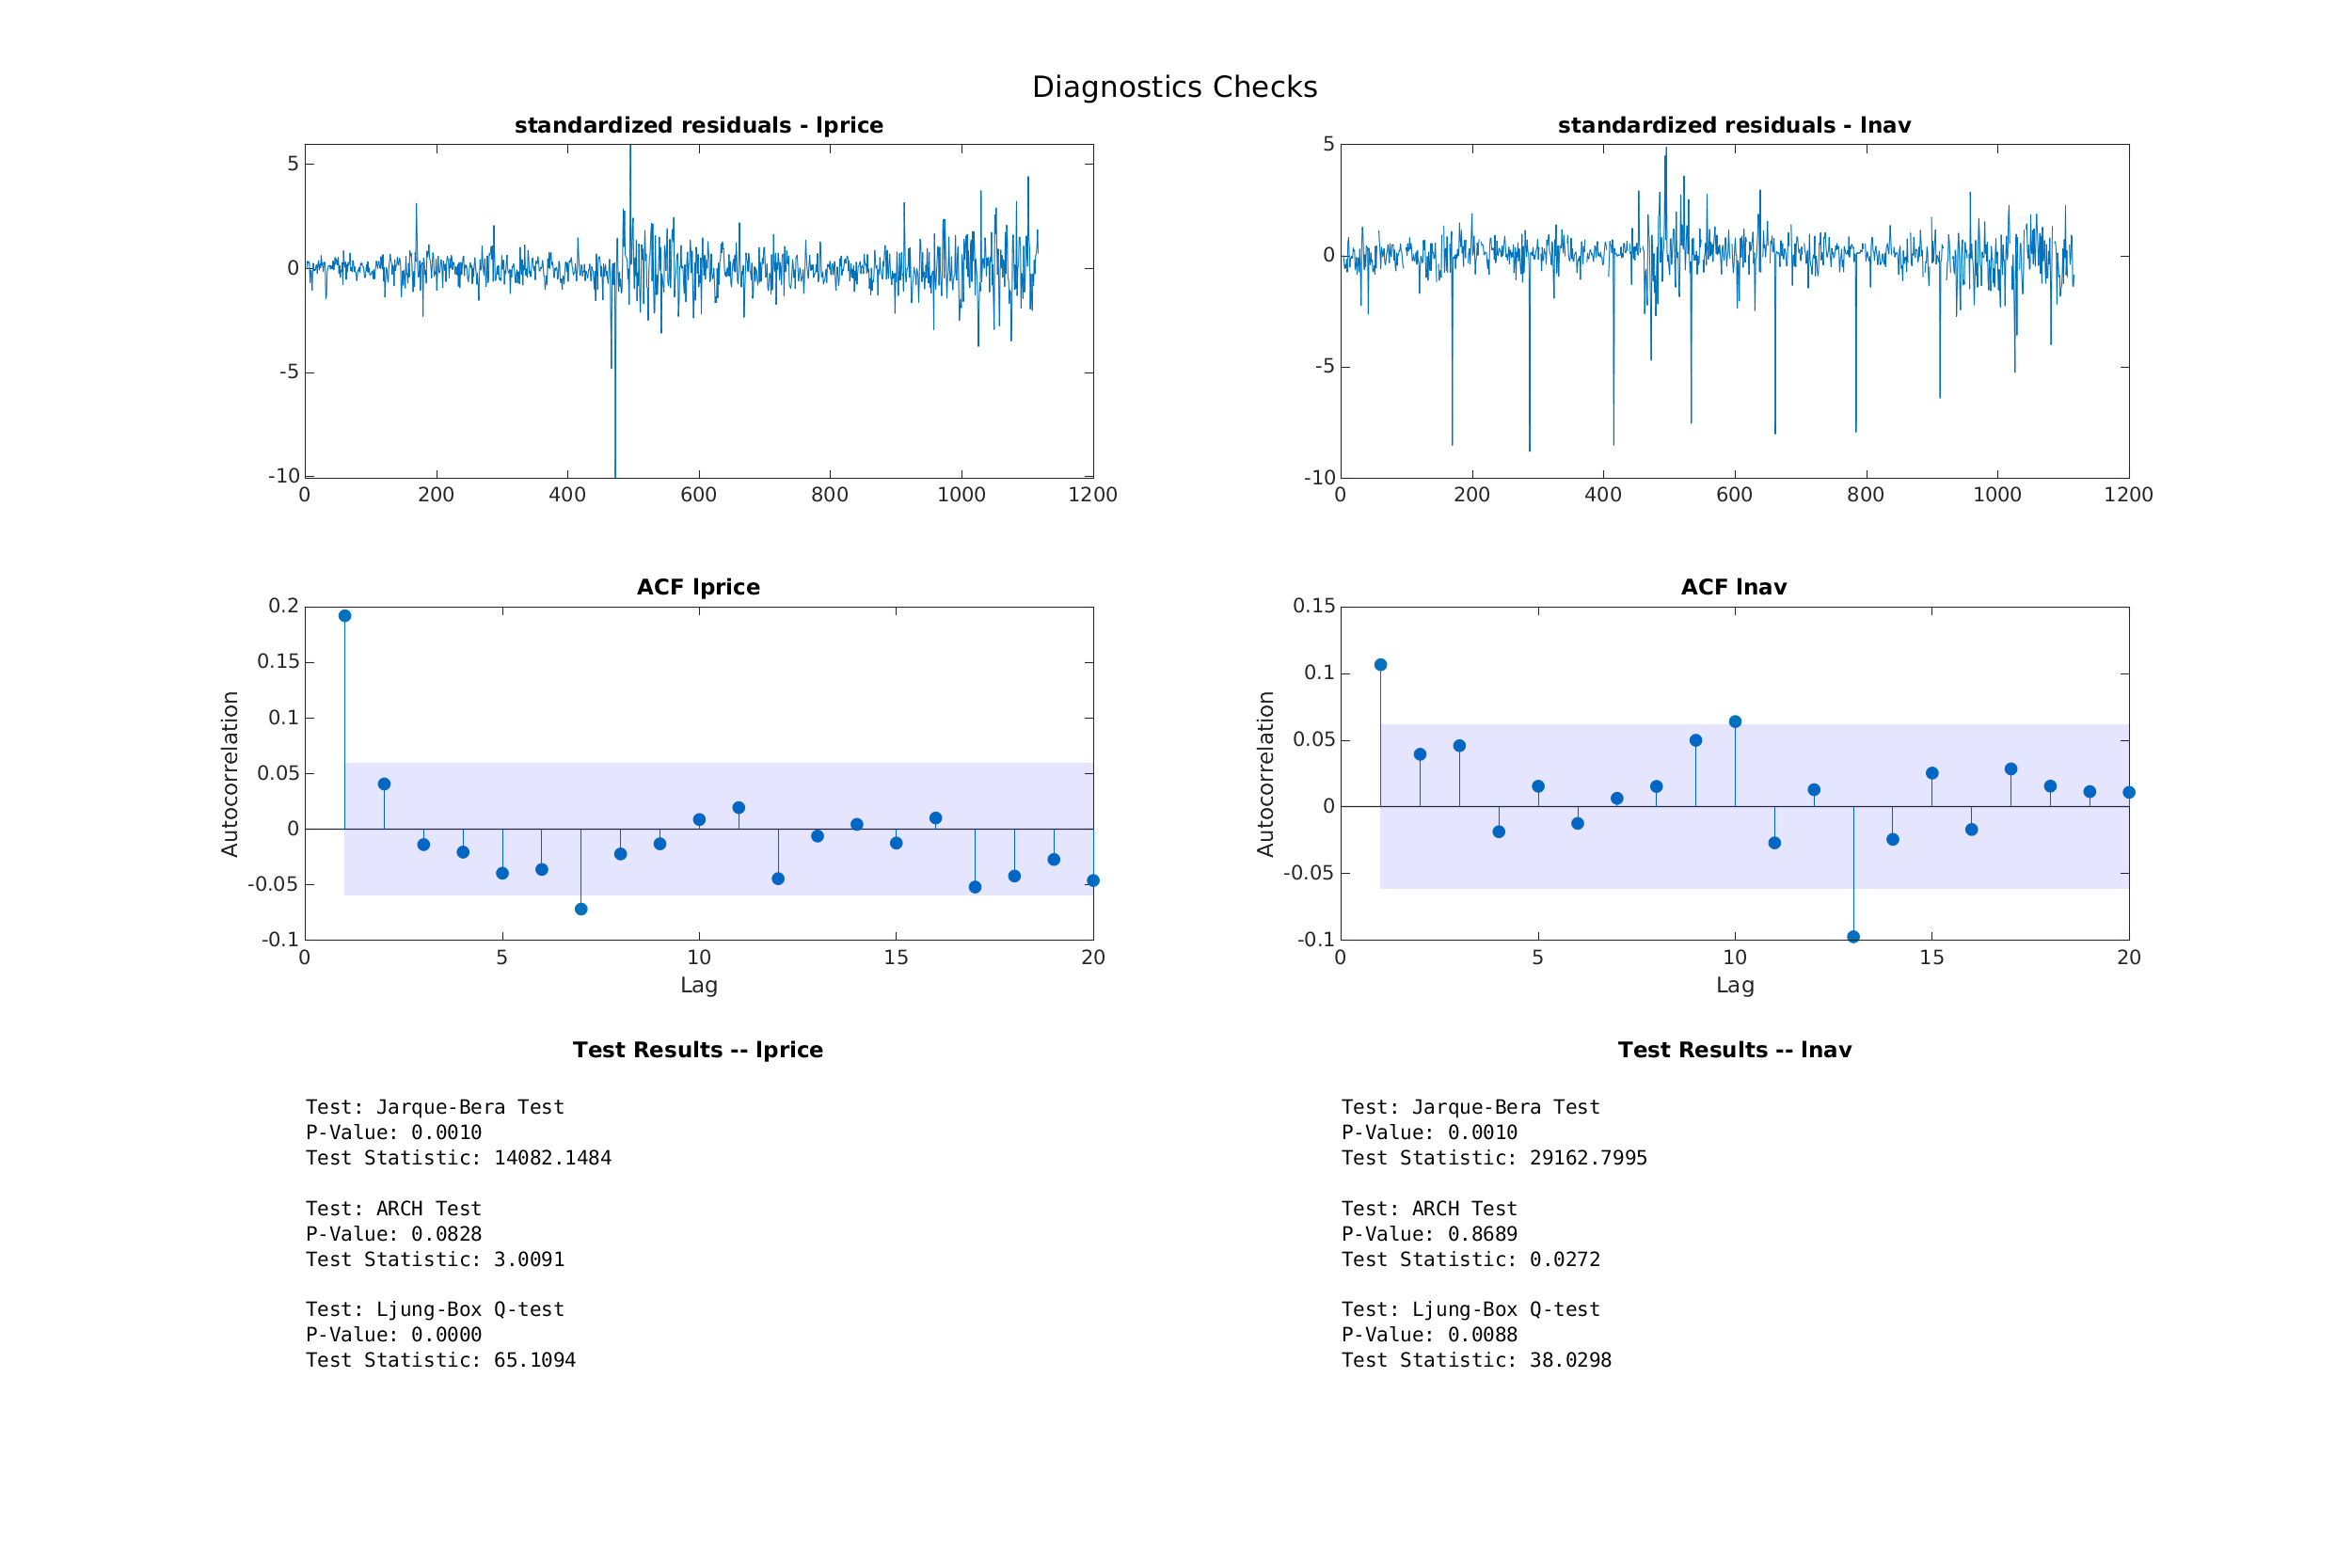 Diagnostics Checks
standardized residuals - lprice
5
0
-5
-10
0 200 400 600 800 1000 1200
standardized residuals - lnav
5
0
-5
-10
0 200 400 600 800 1000 1200
ACF lprice
0.2
0.15
0.1
0.05
0
-0.05
-0.1
Autocorrelation
0 5 10 15 20
Lag
ACF lnav
0.15
0.1
0.05
0
-0.05
-0.1
Autocorrelation
0 5 10 15 20
Lag
Test Results -- lprice
Test: Jarque-Bera Test
P-Value: 0.0010
Test Statistic: 14082.1484
Test: ARCH Test
P-Value: 0.0828
Test Statistic: 3.0091
Test: Ljung-Box Q-test
P-Value: 0.0000
Test Statistic: 65.1094
Test Results -- lnav
Test: Jarque-Bera Test
P-Value: 0.0010
Test Statistic: 29162.7995
Test: ARCH Test
P-Value: 0.8689
Test Statistic: 0.0272
Test: Ljung-Box Q-test
P-Value: 0.0088
Test Statistic: 38.0298